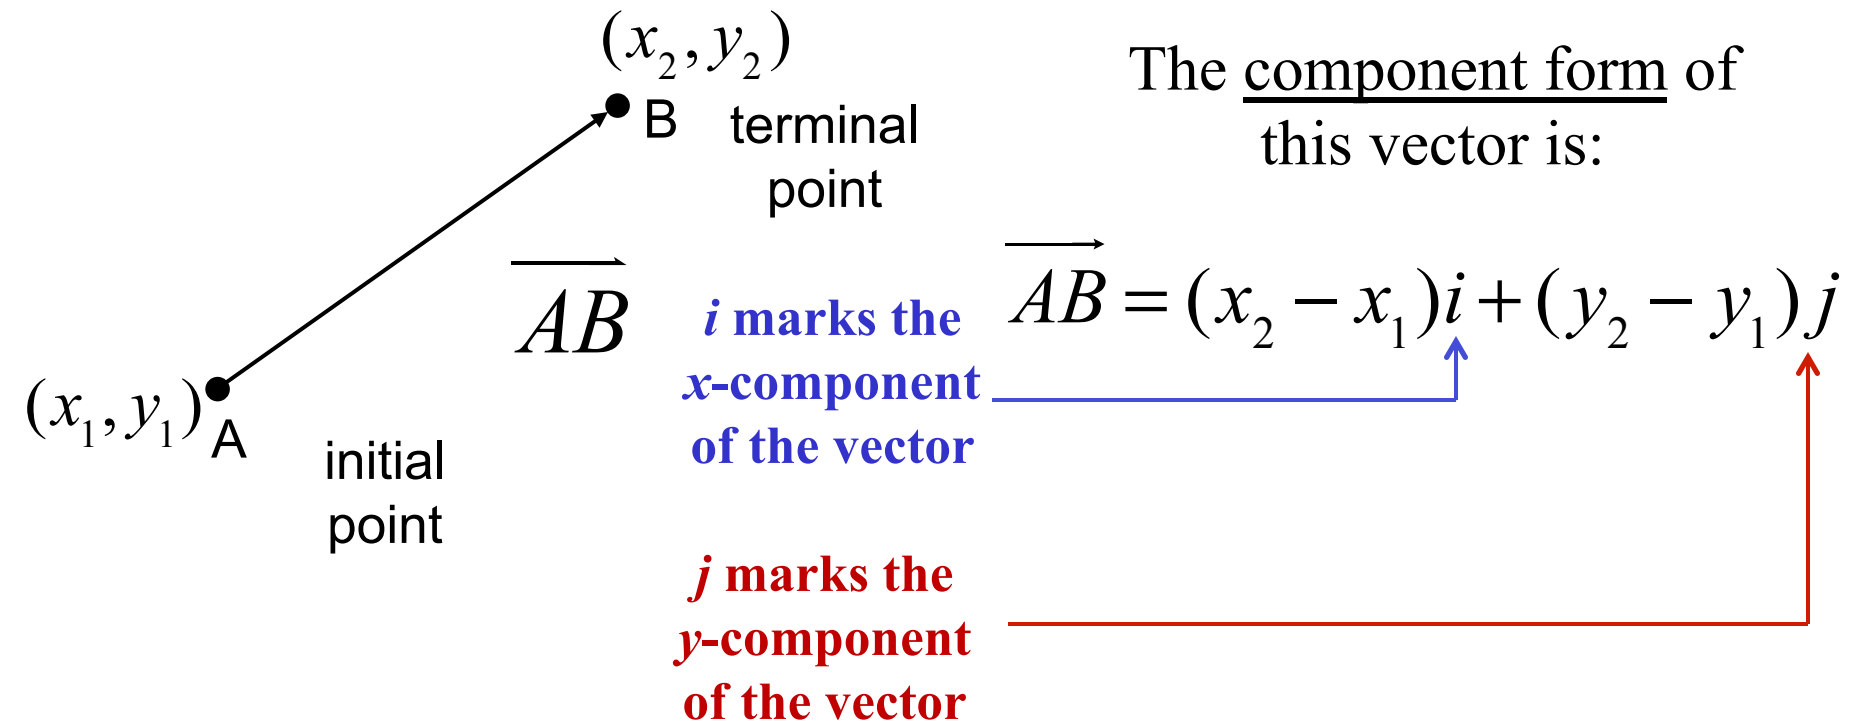 (x₂, y₂)
B
terminal
point
AB
(x₁, y₁)
A
initial
point
The component form of
this vector is:
AB = (x₂ − x₁)i + (y₂ − y₁)j
i marks the
x-component
of the vector
j marks the
y-component
of the vector